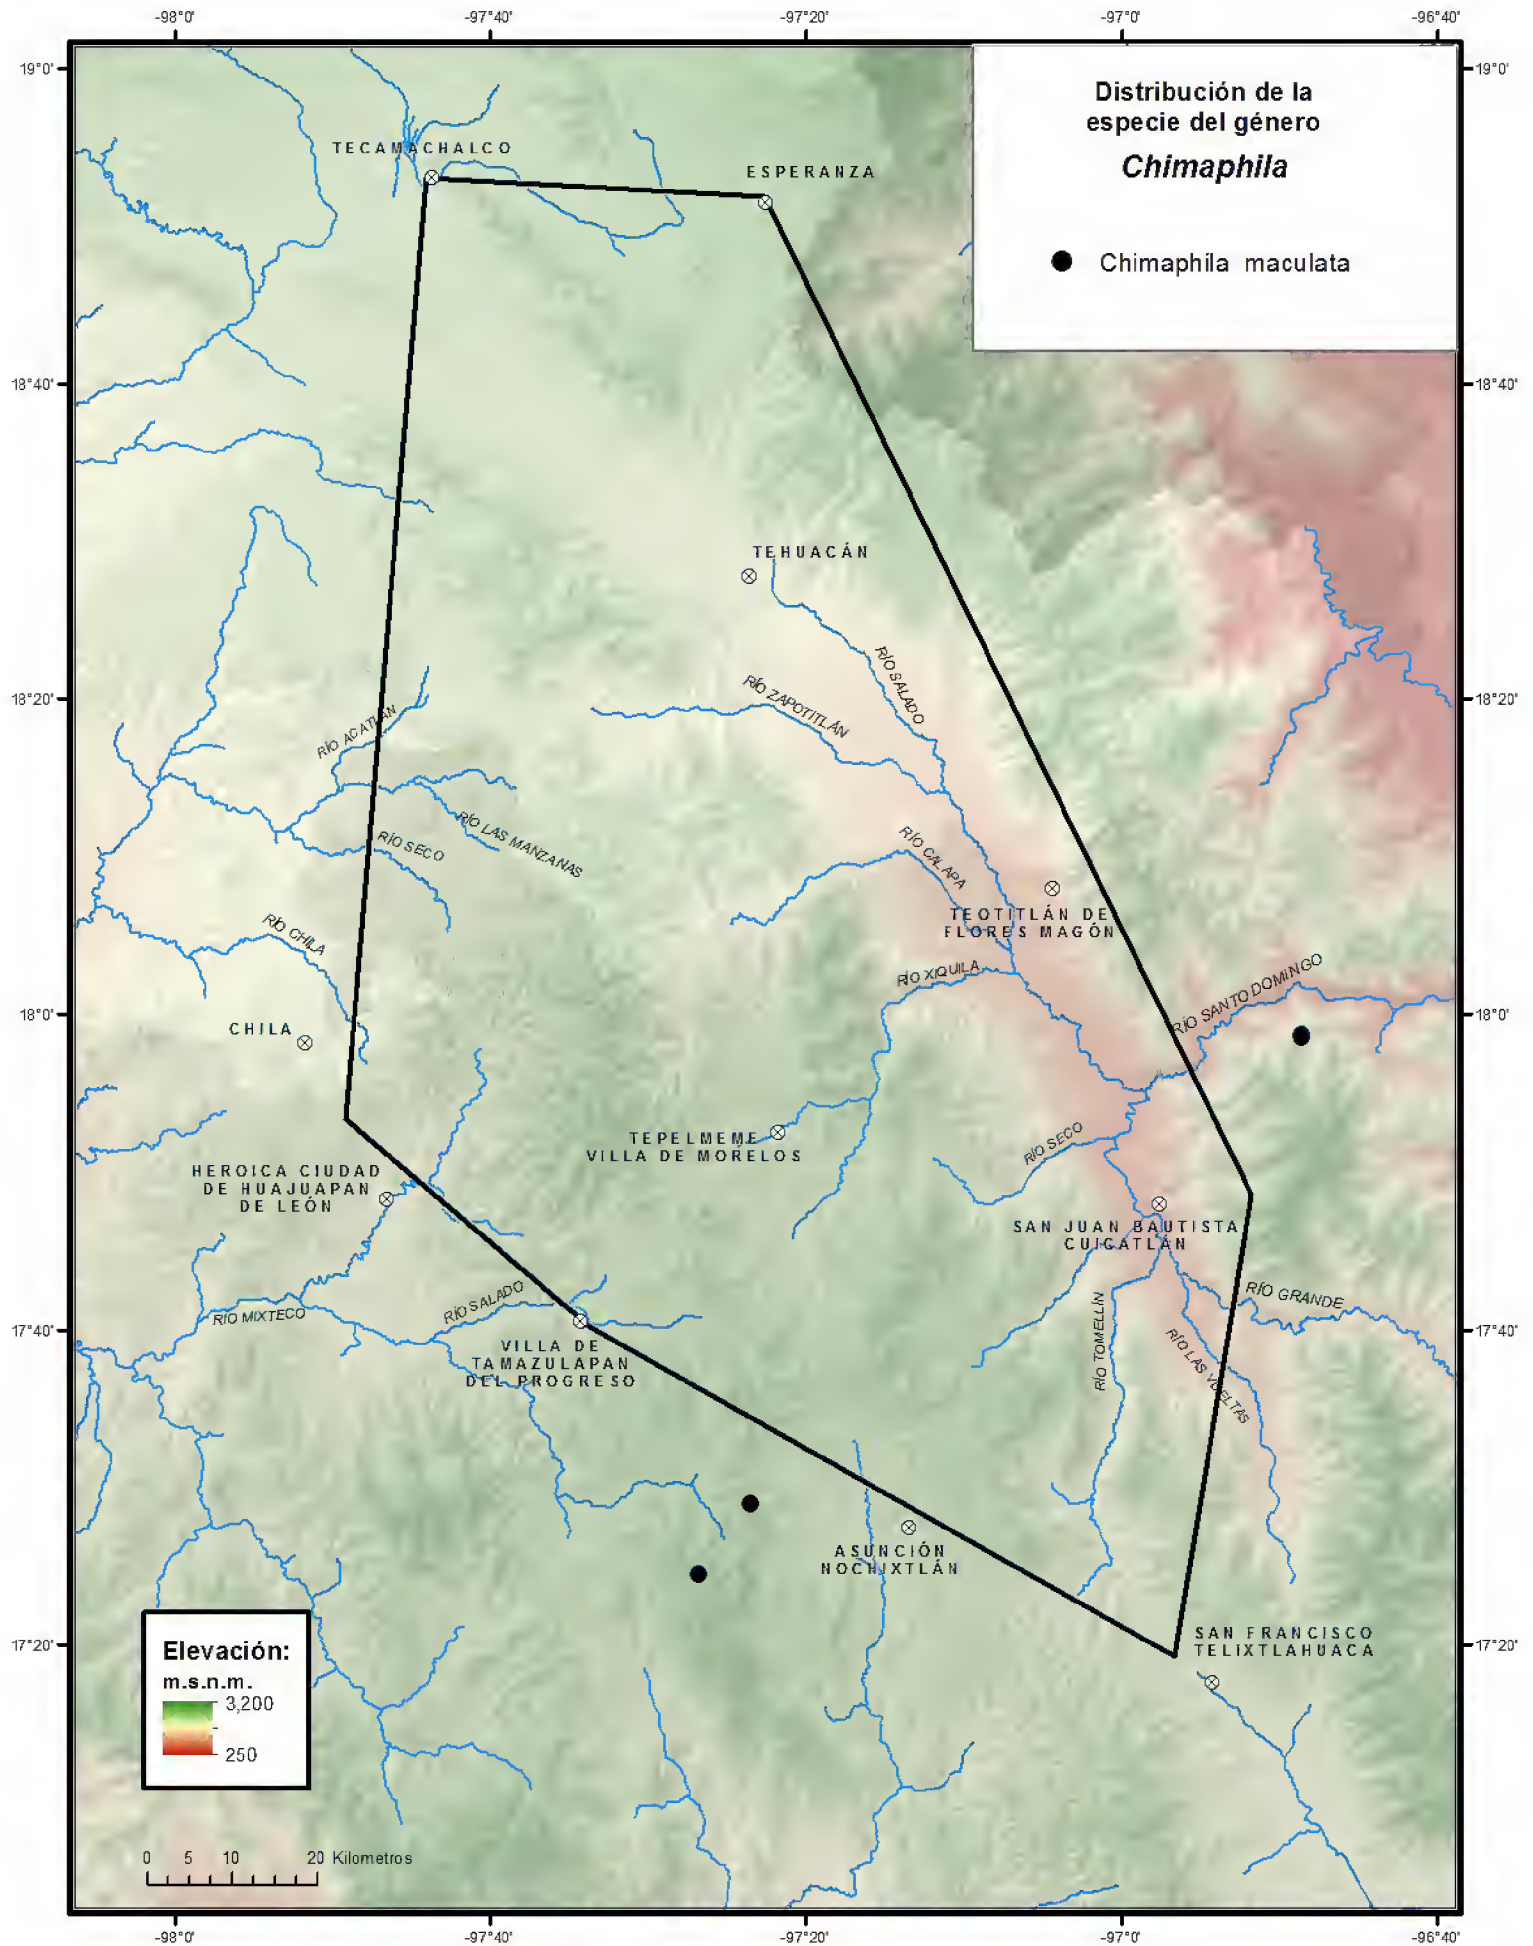 -98°0'
-97°40'
-97°20'
-97°0'
-96°40'
19°0'
19°0'
Distribución de la
especie del género
Chimaphila
Chimaphila maculata
TECAMACHALCO
ESPERANZA
18°40'
18°40'
TEHUACÁN
RÍO SALADO
RÍO ZAPOTITLÁN
18°20'
18°20'
RÍO ACATLÁN
RÍO LAS MANZANAS
RÍO SECO
RÍO CALAPA
TEOTITLÁN DE
FLORES MAGÓN
RÍO CHILA
RÍO XIQUILA
RÍO SANTO DOMINGO
18°0'
18°0'
CHILA
TEPELMEME
VILLA DE MORELOS
RÍO SECO
HEROICA CIUDAD
DE HUAJUAPAN
DE LEÓN
SAN JUAN BAUTISTA
CUICATLÁN
RÍO MIXTECO
RÍO SALADO
RÍO GRANDE
17°40'
17°40'
RÍO TOMELLÍN
RÍO LAS VUELTAS
VILLA DE
TAMAZULAPAN
DEL PROGRESO
ASUNCIÓN
NOCHIXTLÁN
SAN FRANCISCO
TELIXTLAHUACA
17°20'
17°20'
Elevación:
m.s.n.m.
3,200
250
0 5 10 20 Kilometros
-98°0'
-97°40'
-97°20'
-97°0'
-96°40'